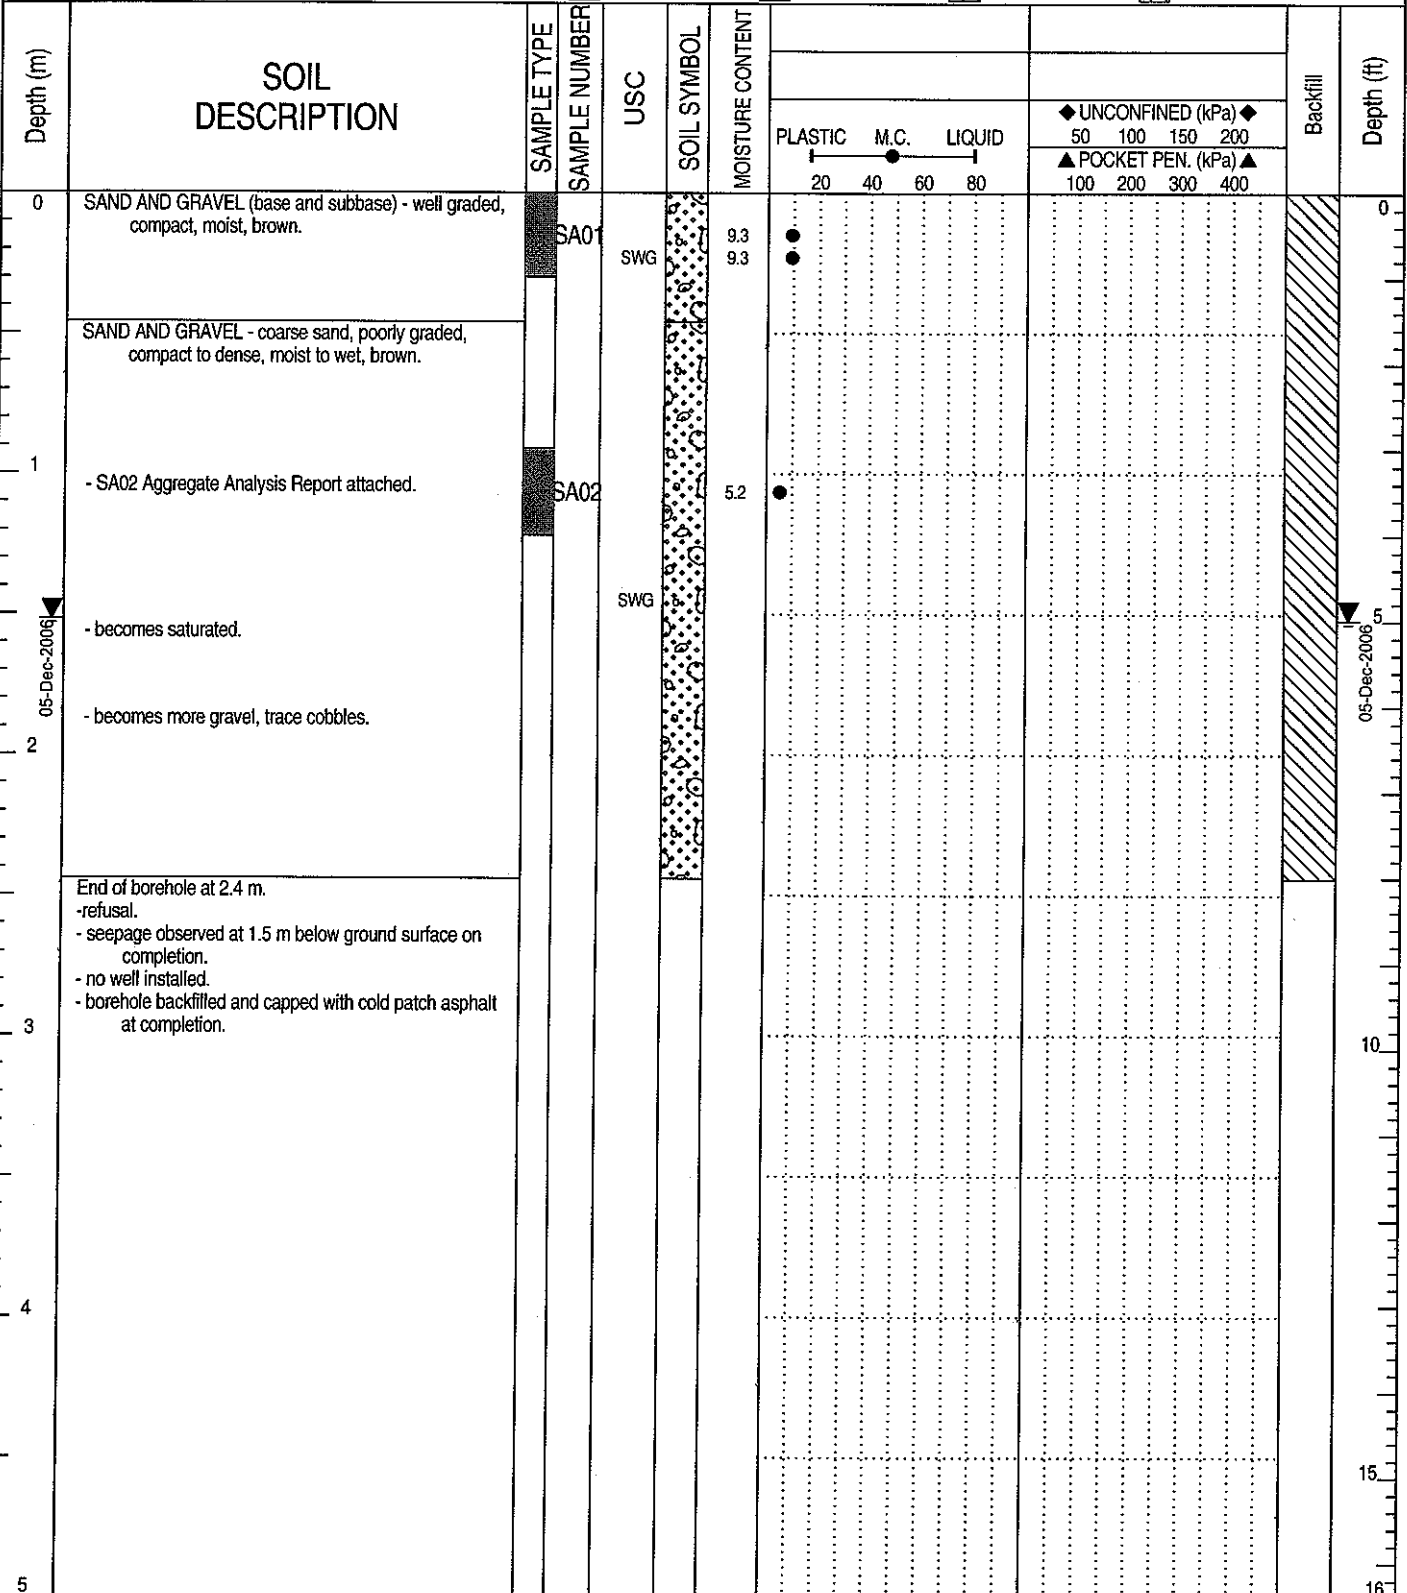 Depth (m)
SOIL
DESCRIPTION
SAMPLE TYPE
SAMPLE NUMBER
USC
SOIL SYMBOL
MOISTURE CONTENT
PLASTIC M.C. LIQUID
20 40 60 80
◆ UNCONFINED (kPa) ◆
50 100 150 200
▲ POCKET PEN. (kPa) ▲
100 200 300 400
Backfill
Depth (ft)
0
SAND AND GRAVEL (base and subbase) - well graded,
compact, moist, brown.
SA01
SWG
9.3
9.3
0
SAND AND GRAVEL - coarse sand, poorly graded,
compact to dense, moist to wet, brown.
1
- SA02 Aggregate Analysis Report attached.
SA02
5.2
SWG
05-Dec-2006
- becomes saturated.
5
05-Dec-2006
- becomes more gravel, trace cobbles.
2
End of borehole at 2.4 m.
-refusal.
- seepage observed at 1.5 m below ground surface on
completion.
- no well installed.
- borehole backfilled and capped with cold patch asphalt
at completion.
3
10
4
15
5
16